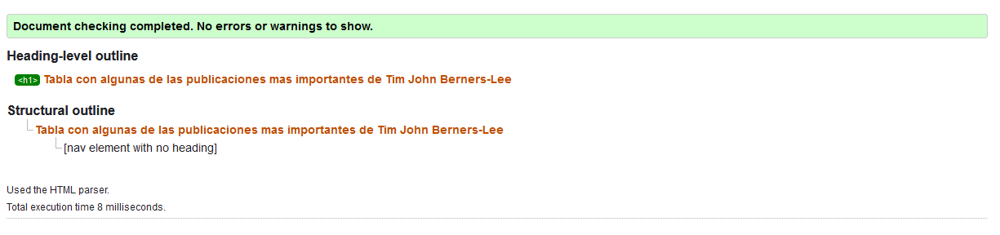 Document checking completed. No errors or warnings to show.
Heading-level outline
<h1> Tabla con algunas de las publicaciones mas importantes de Tim John Berners-Lee
Structural outline
Tabla con algunas de las publicaciones mas importantes de Tim John Berners-Lee
[nav element with no heading]
Used the HTML parser.
Total execution time 8 milliseconds.